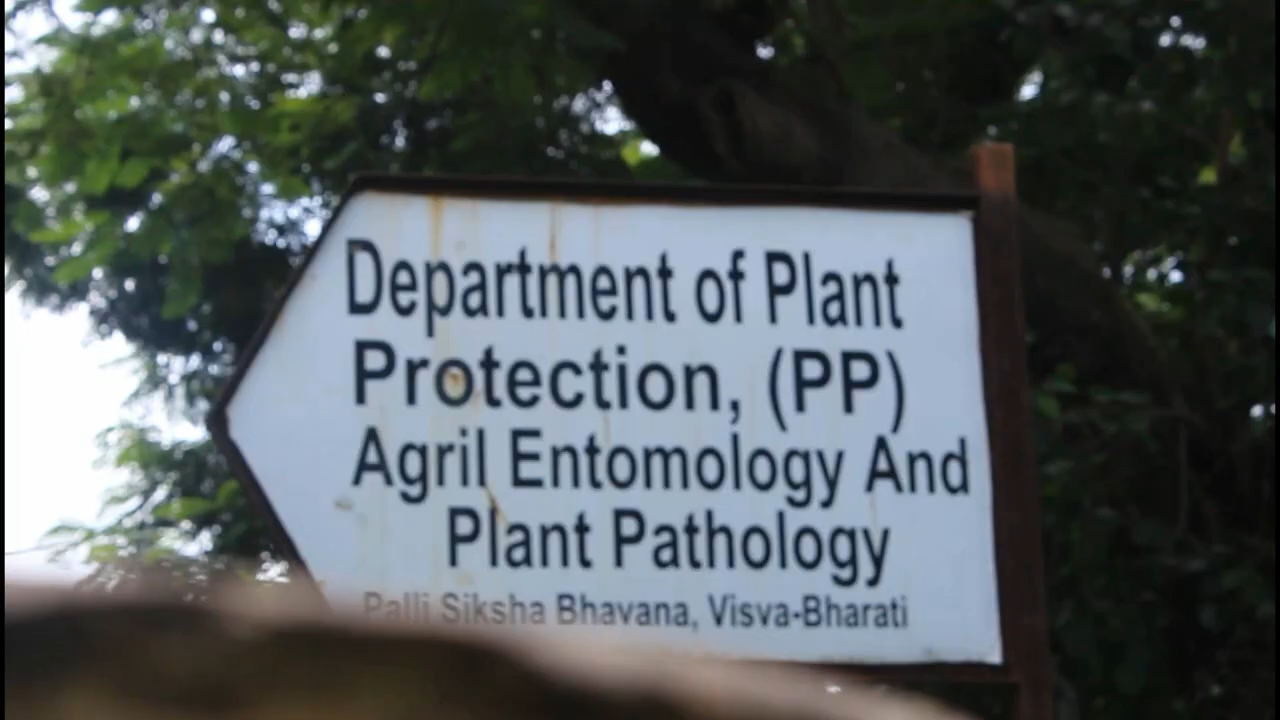 Department of Plant
Protection, (PP)
Agril Entomology And
Plant Pathology
Palli Siksha Bhavana, Visva-Bharati